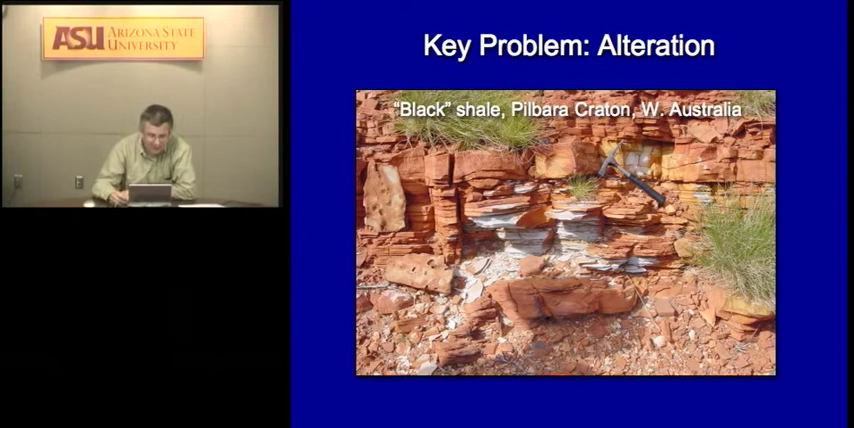 ASU ARIZONA STATE
UNIVERSITY
Key Problem: Alteration
“Black” shale, Pilbara Craton, W. Australia